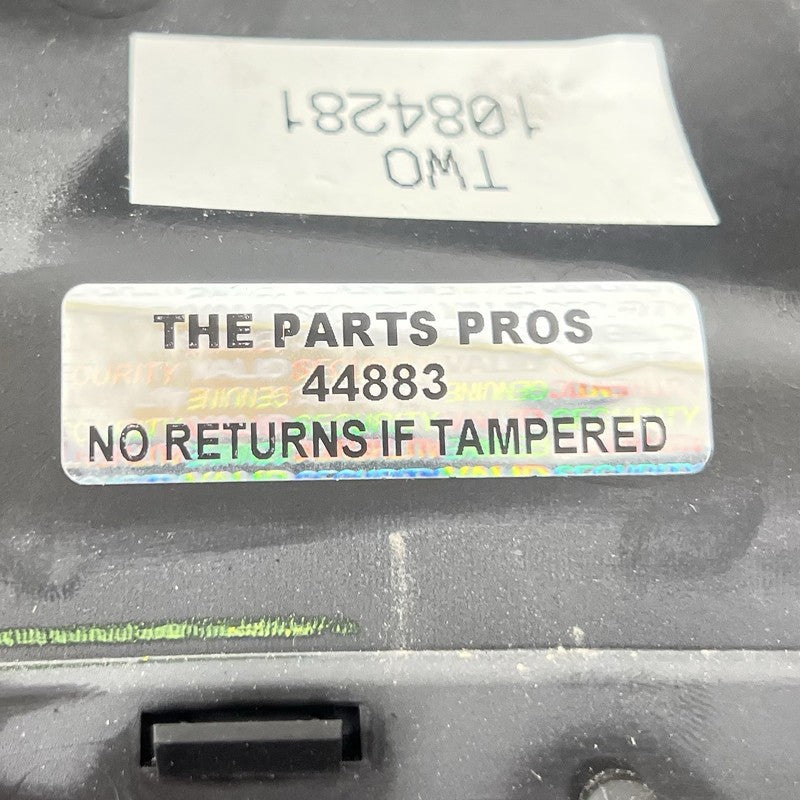 TWO
1084281
THE PARTS PROS
44883
NO RETURNS IF TAMPERED